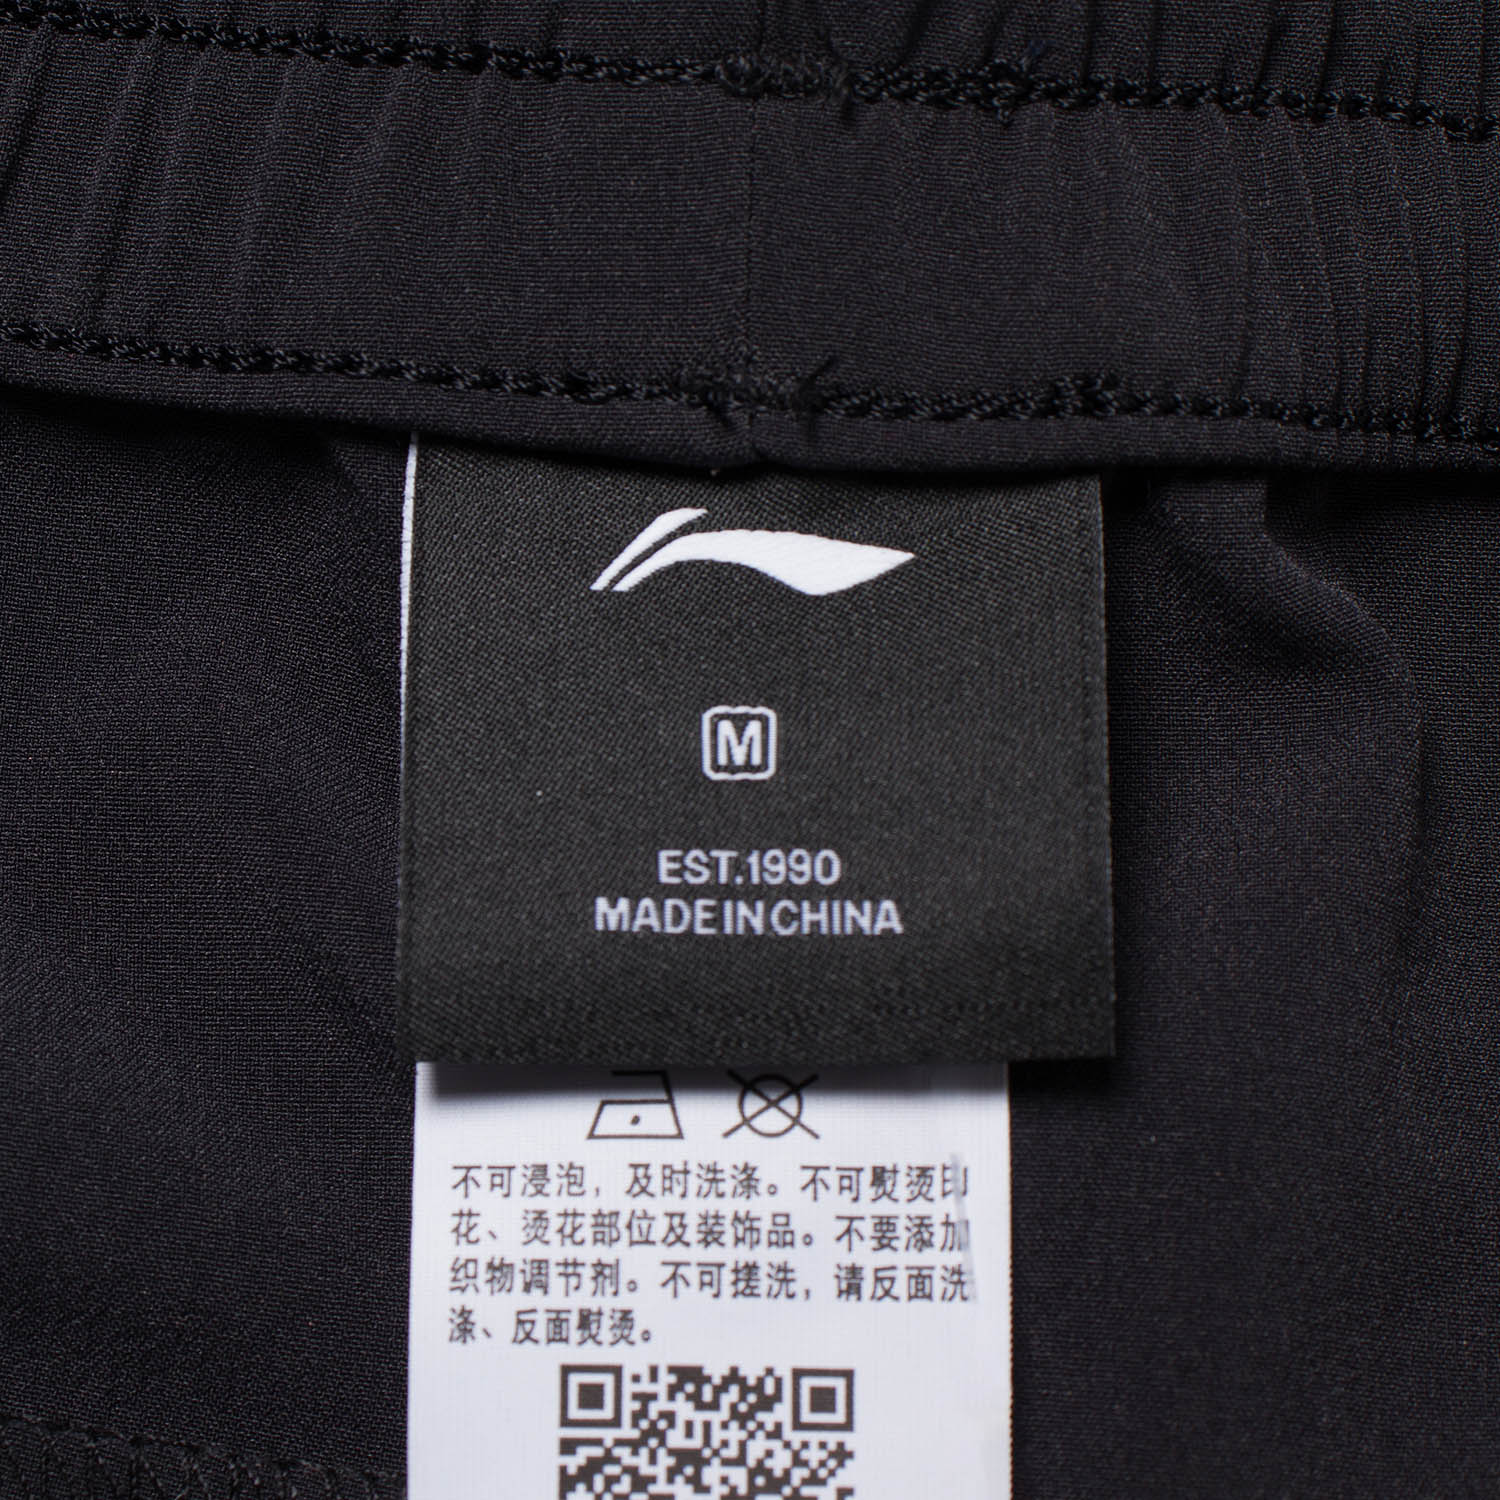 M
EST.1990
MADE IN CHINA
不可浸泡，及时洗涤。不可熨烫印
花、烫花部位及装饰品。不要添加
织物调节剂。不可搓洗，请反面洗
涤、反面熨烫。